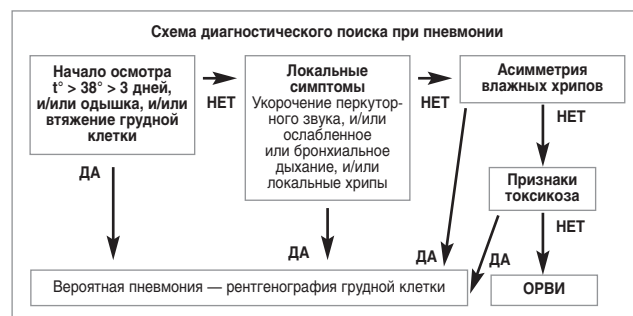 Схема диагностического поиска при пневмонии
Начало осмотра
t° > 38° > 3 дней,
и/или одышка, и/или
втяжение грудной
клетки
НЕТ
Локальные
симптомы
Укорочение перкутор-
ного звука, и/или
ослабленное
или бронхиальное
дыхание, и/или
локальные хрипы
НЕТ
Асимметрия
влажных хрипов
НЕТ
Признаки
токсикоза
НЕТ
ДА
ДА
ДА
ДА
Вероятная пневмония — рентгенография грудной клетки
ОРВИ